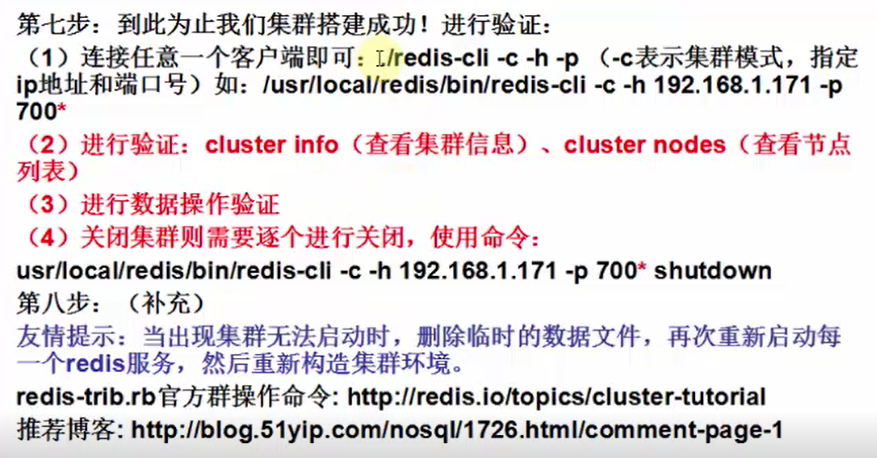 第七步：到此为止我们集群搭建成功！进行验证：
（1）连接任意一个客户端即可：./redis-cli -c -h -p （-c表示集群模式，指定
ip地址和端口号）如：/usr/local/redis/bin/redis-cli -c -h 192.168.1.171 -p
700*
（2）进行验证：cluster info（查看集群信息）、cluster nodes（查看节点
列表）
（3）进行数据操作验证
（4）关闭集群则需要逐个进行关闭，使用命令：
usr/local/redis/bin/redis-cli -c -h 192.168.1.171 -p 700* shutdown
第八步：（补充）
友情提示：当出现集群无法启动时，删除临时的数据文件，再次重新启动每
一个redis服务，然后重新构造集群环境。
redis-trib.rb官方群操作命令: http://redis.io/topics/cluster-tutorial
推荐博客: http://blog.51yip.com/nosql/1726.html/comment-page-1